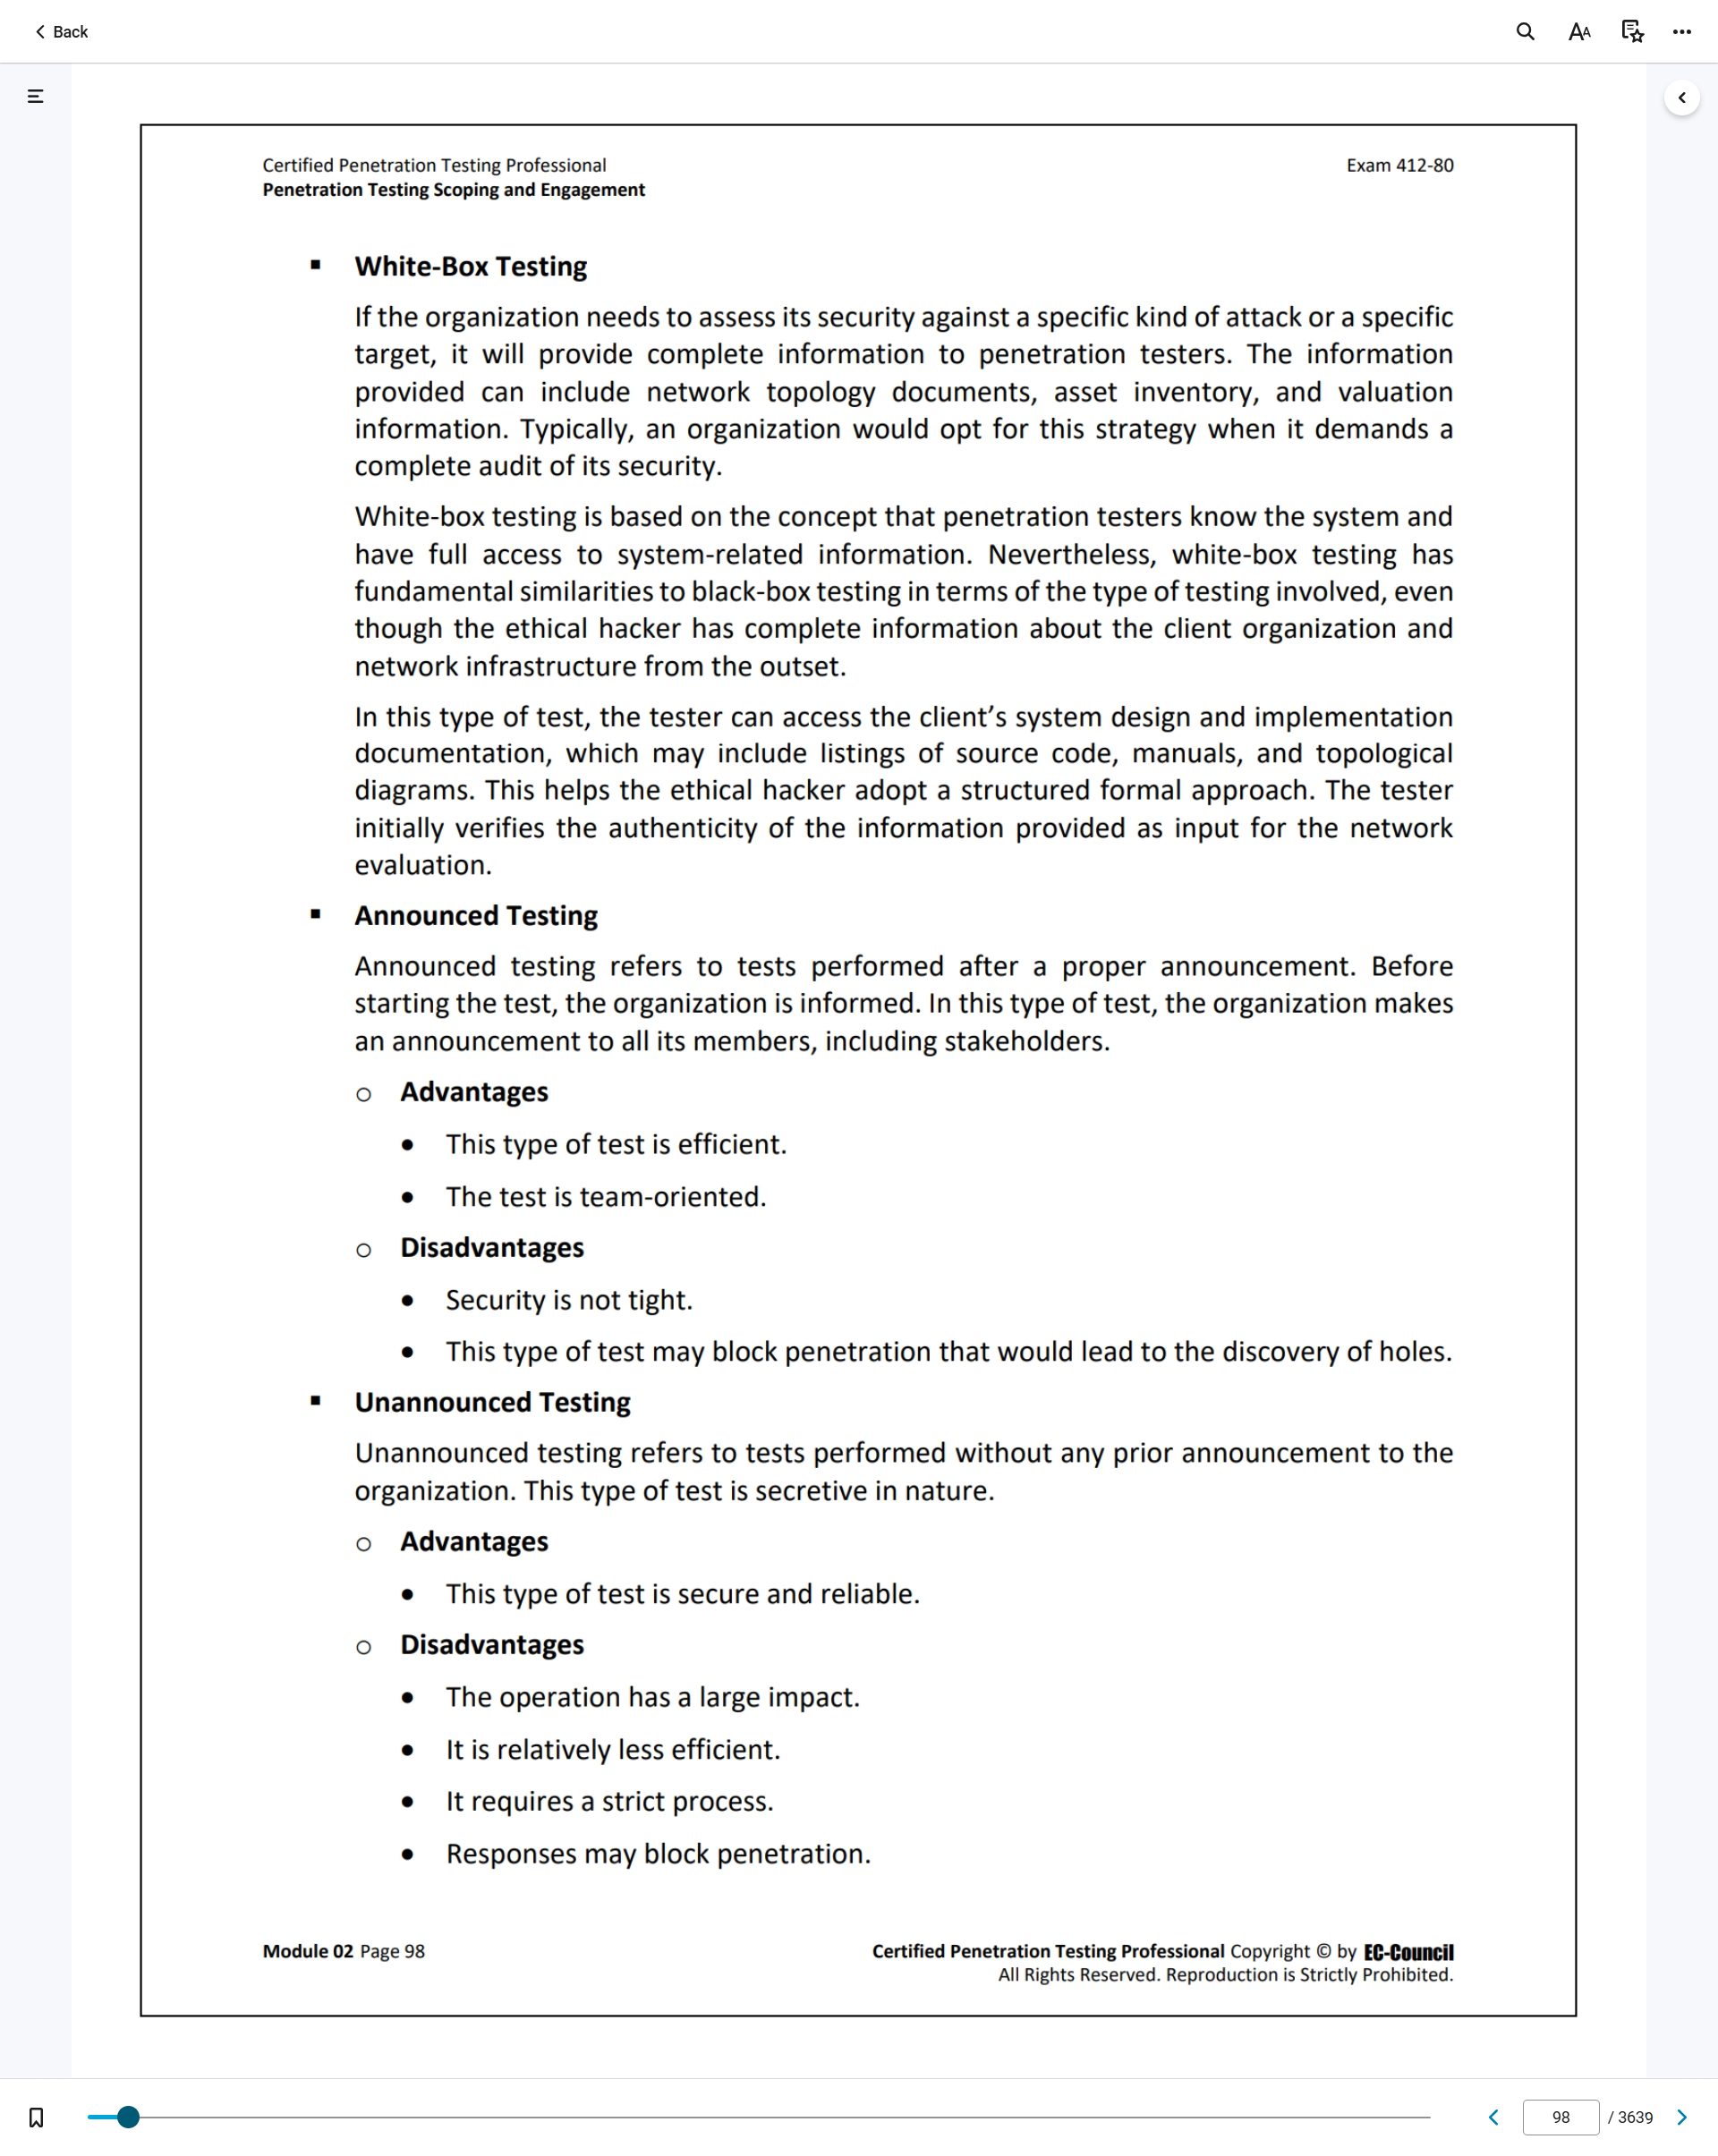 Back
Certified Penetration Testing Professional
Exam 412-80
Penetration Testing Scoping and Engagement
▪ White-Box Testing
If the organization needs to assess its security against a specific kind of attack or a specific
target, it will provide complete information to penetration testers. The information
provided can include network topology documents, asset inventory, and valuation
information. Typically, an organization would opt for this strategy when it demands a
complete audit of its security.
White-box testing is based on the concept that penetration testers know the system and
have full access to system-related information. Nevertheless, white-box testing has
fundamental similarities to black-box testing in terms of the type of testing involved, even
though the ethical hacker has complete information about the client organization and
network infrastructure from the outset.
In this type of test, the tester can access the client’s system design and implementation
documentation, which may include listings of source code, manuals, and topological
diagrams. This helps the ethical hacker adopt a structured formal approach. The tester
initially verifies the authenticity of the information provided as input for the network
evaluation.
▪ Announced Testing
Announced testing refers to tests performed after a proper announcement. Before
starting the test, the organization is informed. In this type of test, the organization makes
an announcement to all its members, including stakeholders.
o Advantages
• This type of test is efficient.
• The test is team-oriented.
o Disadvantages
• Security is not tight.
• This type of test may block penetration that would lead to the discovery of holes.
▪ Unannounced Testing
Unannounced testing refers to tests performed without any prior announcement to the
organization. This type of test is secretive in nature.
o Advantages
• This type of test is secure and reliable.
o Disadvantages
• The operation has a large impact.
• It is relatively less efficient.
• It requires a strict process.
• Responses may block penetration.
Module 02 Page 98
Certified Penetration Testing Professional Copyright © by EC-Council
All Rights Reserved. Reproduction is Strictly Prohibited.
98 / 3639